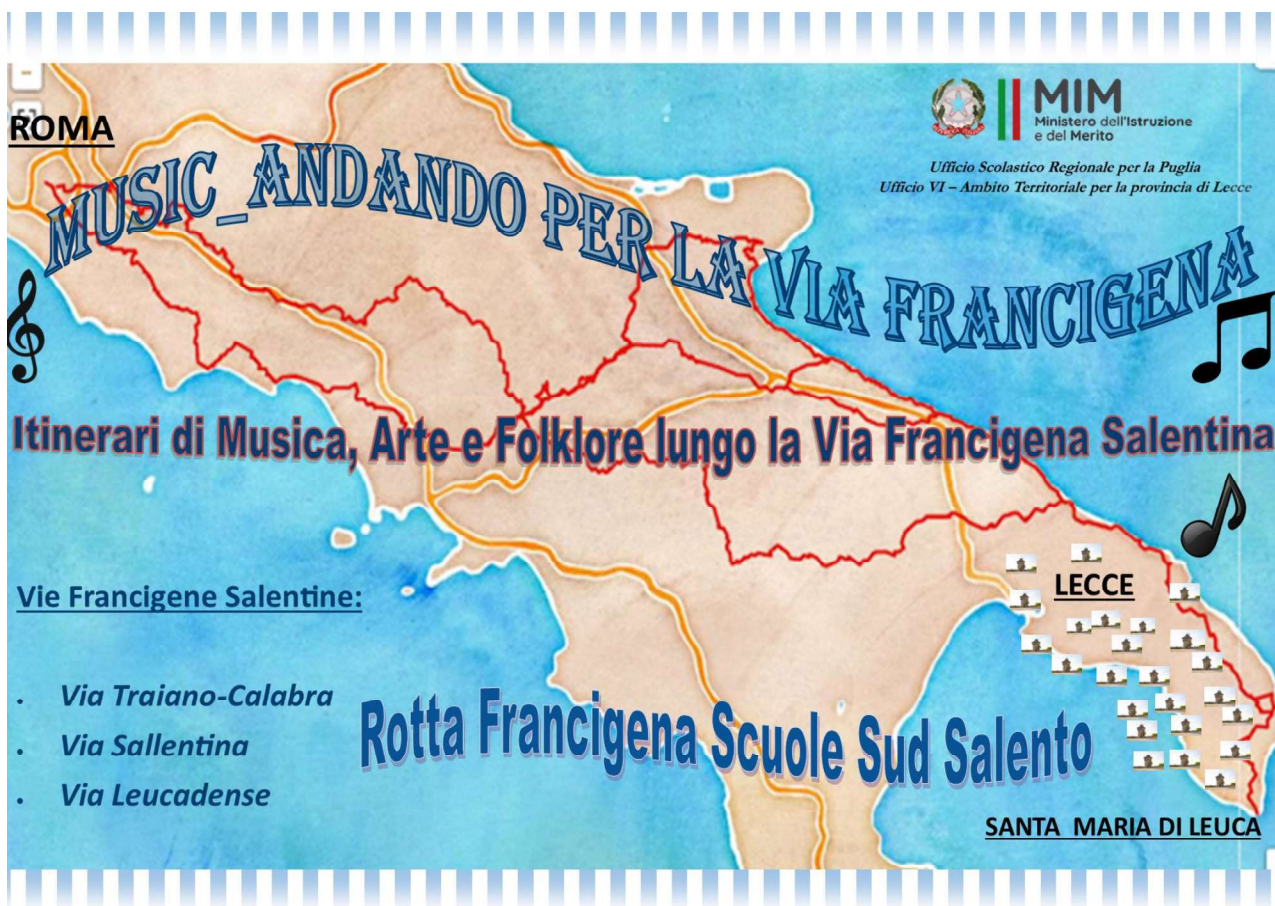 ROMA
MIM
Ministero dell'Istruzione
e del Merito
Ufficio Scolastico Regionale per la Puglia
Ufficio VI – Ambito Territoriale per la provincia di Lecce
MUSIC_ANDANDO PER LA VIA FRANCIGENA
Itinerari di Musica, Arte e Folklore lungo la Via Francigena Salentina
LECCE
Vie Francigene Salentine:
. Via Traiano-Calabra
. Via Sallentina
. Via Leucadense
Rotta Francigena Scuole Sud Salento
SANTA MARIA DI LEUCA